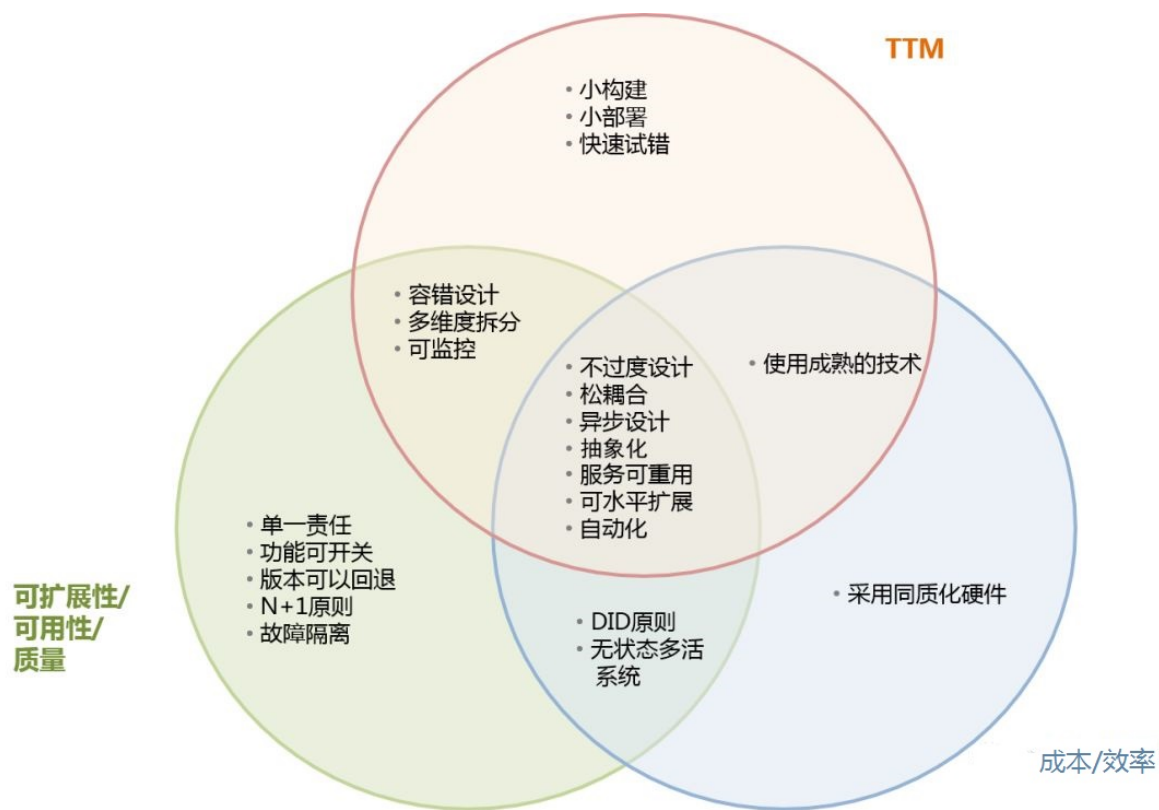 TTM
• 小构建
• 小部署
• 快速试错
• 容错设计
• 多维度拆分
• 可监控
• 不过度设计
• 松耦合
• 异步设计
• 抽象化
• 服务可重用
• 可水平扩展
• 自动化
• 使用成熟的技术
• 单一责任
• 功能可开关
• 版本可以回退
• N+1原则
• 故障隔离
可扩展性/
可用性/
质量
• DID原则
• 无状态多活
系统
• 采用同质化硬件
成本/效率